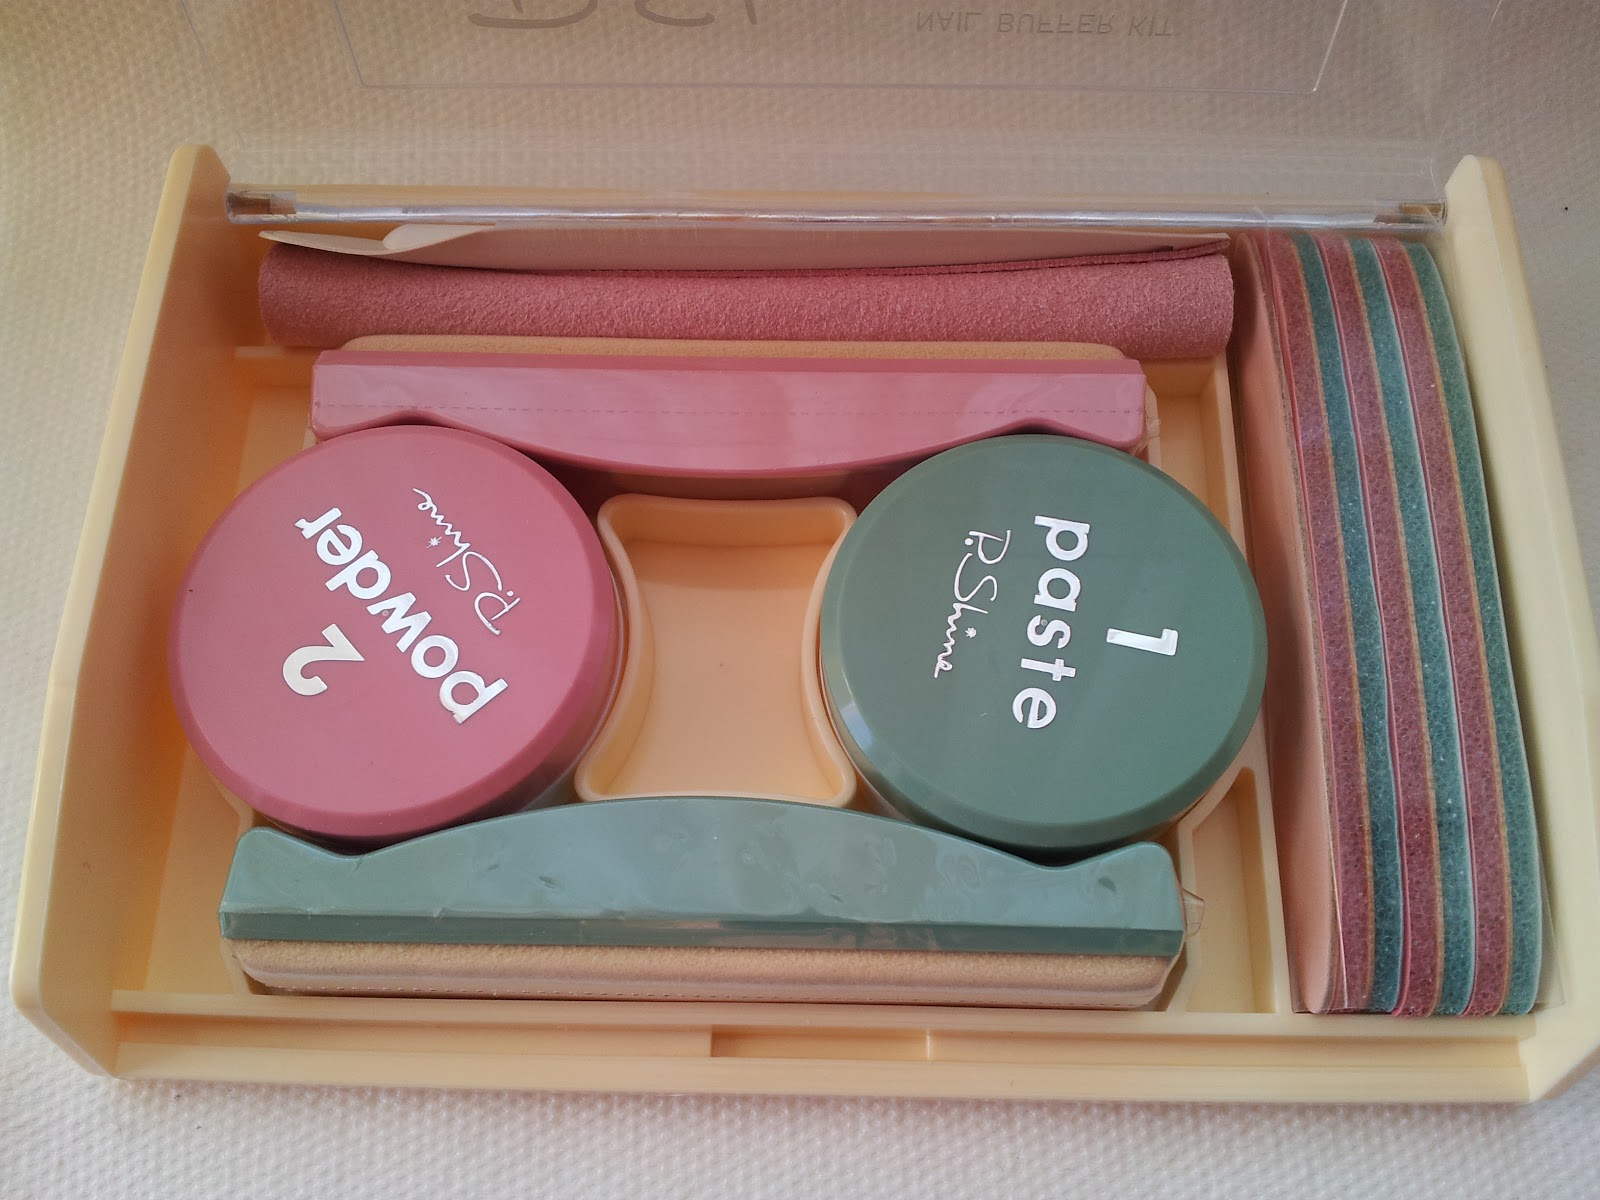 NAIL BUFFER KIT
2
powder
P.Shine
1
paste
P.Shine